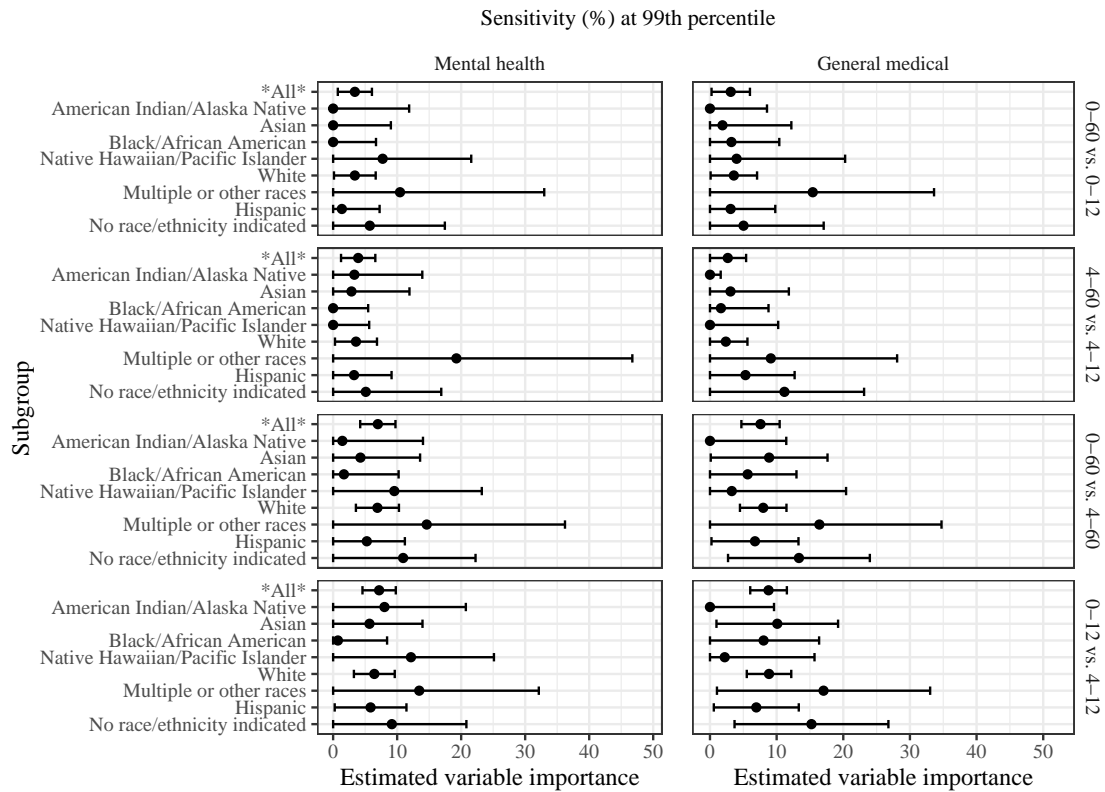 Sensitivity (%) at 99th percentile
Mental health
General medical
Subgroup
*All*
American Indian/Alaska Native
Asian
Black/African American
Native Hawaiian/Pacific Islander
White
Multiple or other races
Hispanic
No race/ethnicity indicated
0−60 vs. 0−12
*All*
American Indian/Alaska Native
Asian
Black/African American
Native Hawaiian/Pacific Islander
White
Multiple or other races
Hispanic
No race/ethnicity indicated
4−60 vs. 4−12
*All*
American Indian/Alaska Native
Asian
Black/African American
Native Hawaiian/Pacific Islander
White
Multiple or other races
Hispanic
No race/ethnicity indicated
0−60 vs. 4−60
*All*
American Indian/Alaska Native
Asian
Black/African American
Native Hawaiian/Pacific Islander
White
Multiple or other races
Hispanic
No race/ethnicity indicated
0−12 vs. 4−12
0 10 20 30 40 50
0 10 20 30 40 50
Estimated variable importance
Estimated variable importance